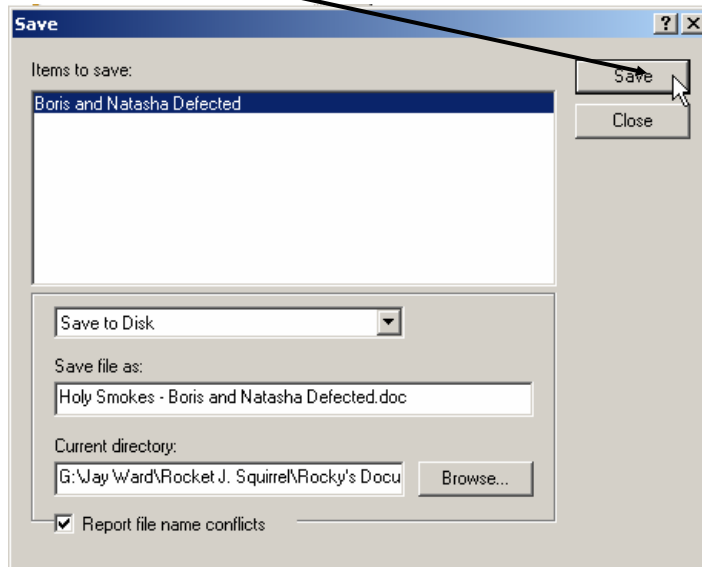 Save
Items to save:
Save
Boris and Natasha Defected
Close
Save to Disk
Save file as:
Holy Smokes - Boris and Natasha Defected.doc
Current directory:
G:\Jay Ward\Rocket J. Squirrel\Rocky's Docu
Browse...
Report file name conflicts